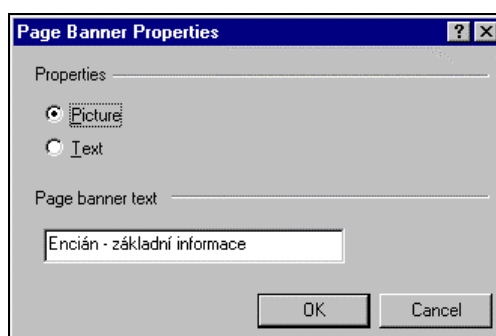 Page Banner Properties
Properties
Picture
Text
Page banner text
Encián - základní informace
OK Cancel